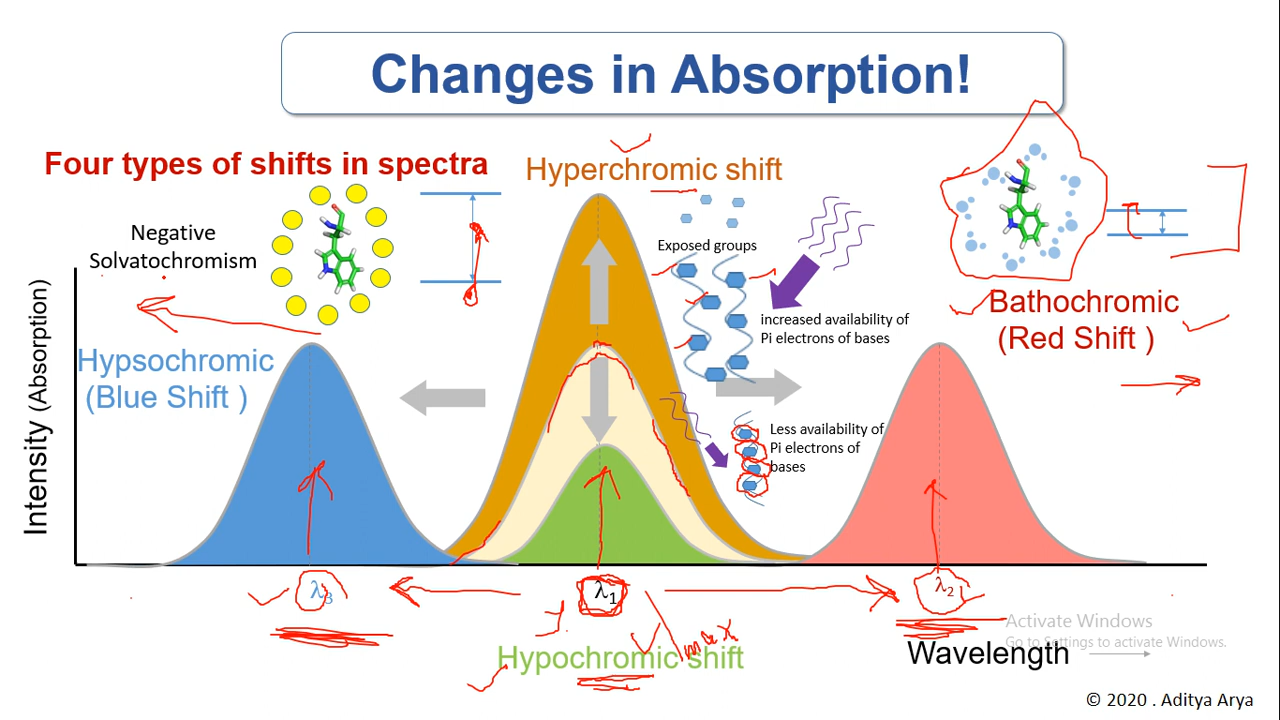 Changes in Absorption!
Four types of shifts in spectra
Hyperchromic shift
Negative
Solvatochromism
Exposed groups
increased availability of
Pi electrons of bases
Bathochromic
(Red Shift )
Hypsochromic
(Blue Shift )
Less availability of
Pi electrons of
bases
Intensity (Absorption)
λ3
λ1
λ2
max
Hypochromic shift
Activate Windows
Go to Settings to activate Windows.
Wavelength
© 2020 . Aditya Arya